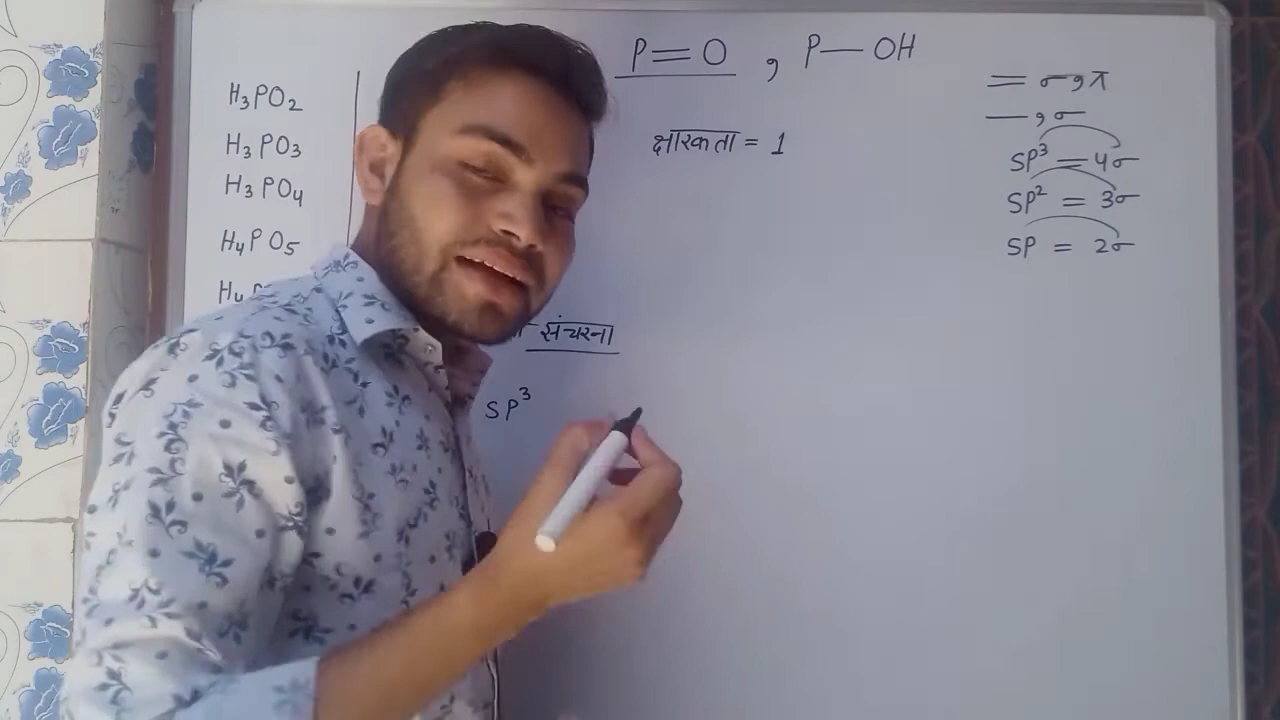 P=O , P—OH
H₃PO₂
H₃PO₃
H₃PO₄
H₄PO₅
क्षारकता = 1
= σ,π
—,σ
SP³ = 4σ
SP² = 3σ
SP = 2σ
संरचना
SP³